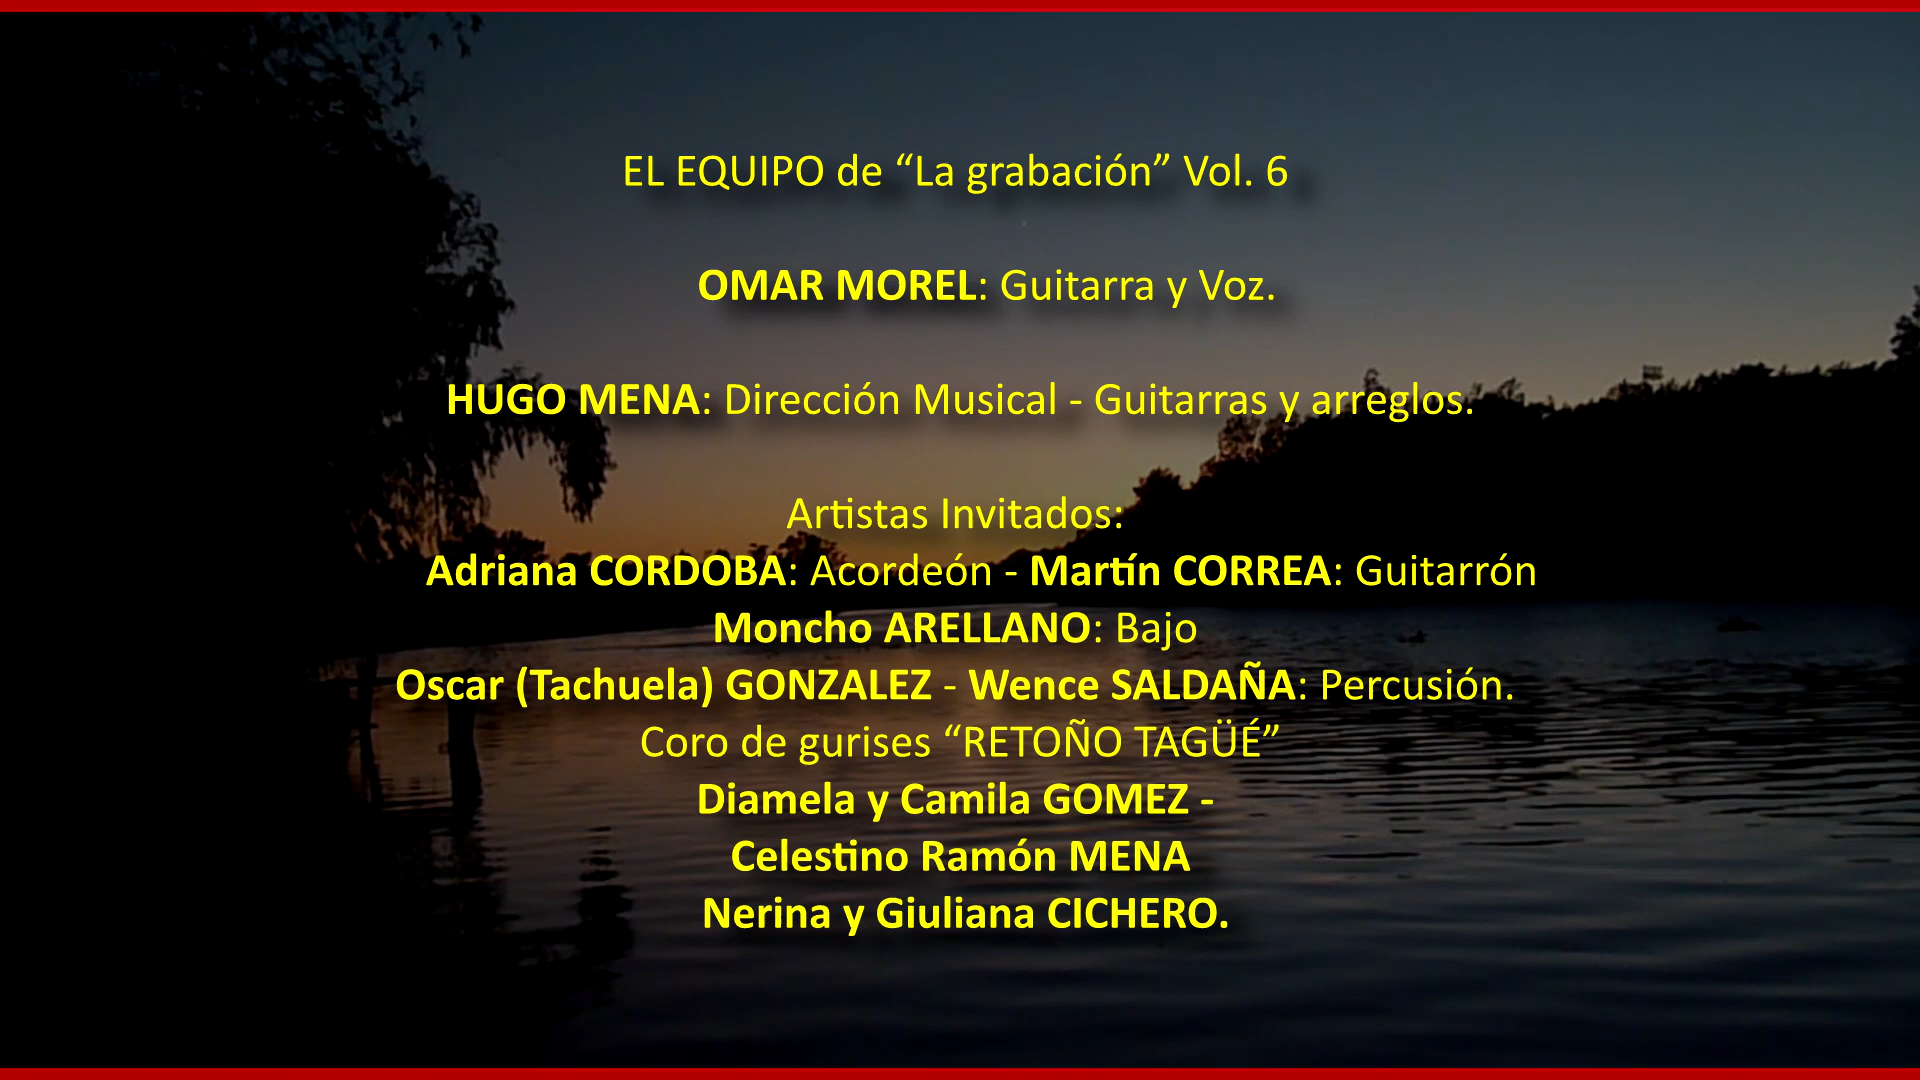 EL EQUIPO de “La grabación” Vol. 6
OMAR MOREL: Guitarra y Voz.
HUGO MENA: Dirección Musical - Guitarras y arreglos.
Artistas Invitados:
Adriana CORDOBA: Acordeón - Martín CORREA: Guitarrón
Moncho ARELLANO: Bajo
Oscar (Tachuela) GONZALEZ - Wence SALDAÑA: Percusión.
Coro de gurises “RETOÑO TAGÜÉ”
Diamela y Camila GOMEZ -
Celestino Ramón MENA
Nerina y Giuliana CICHERO.